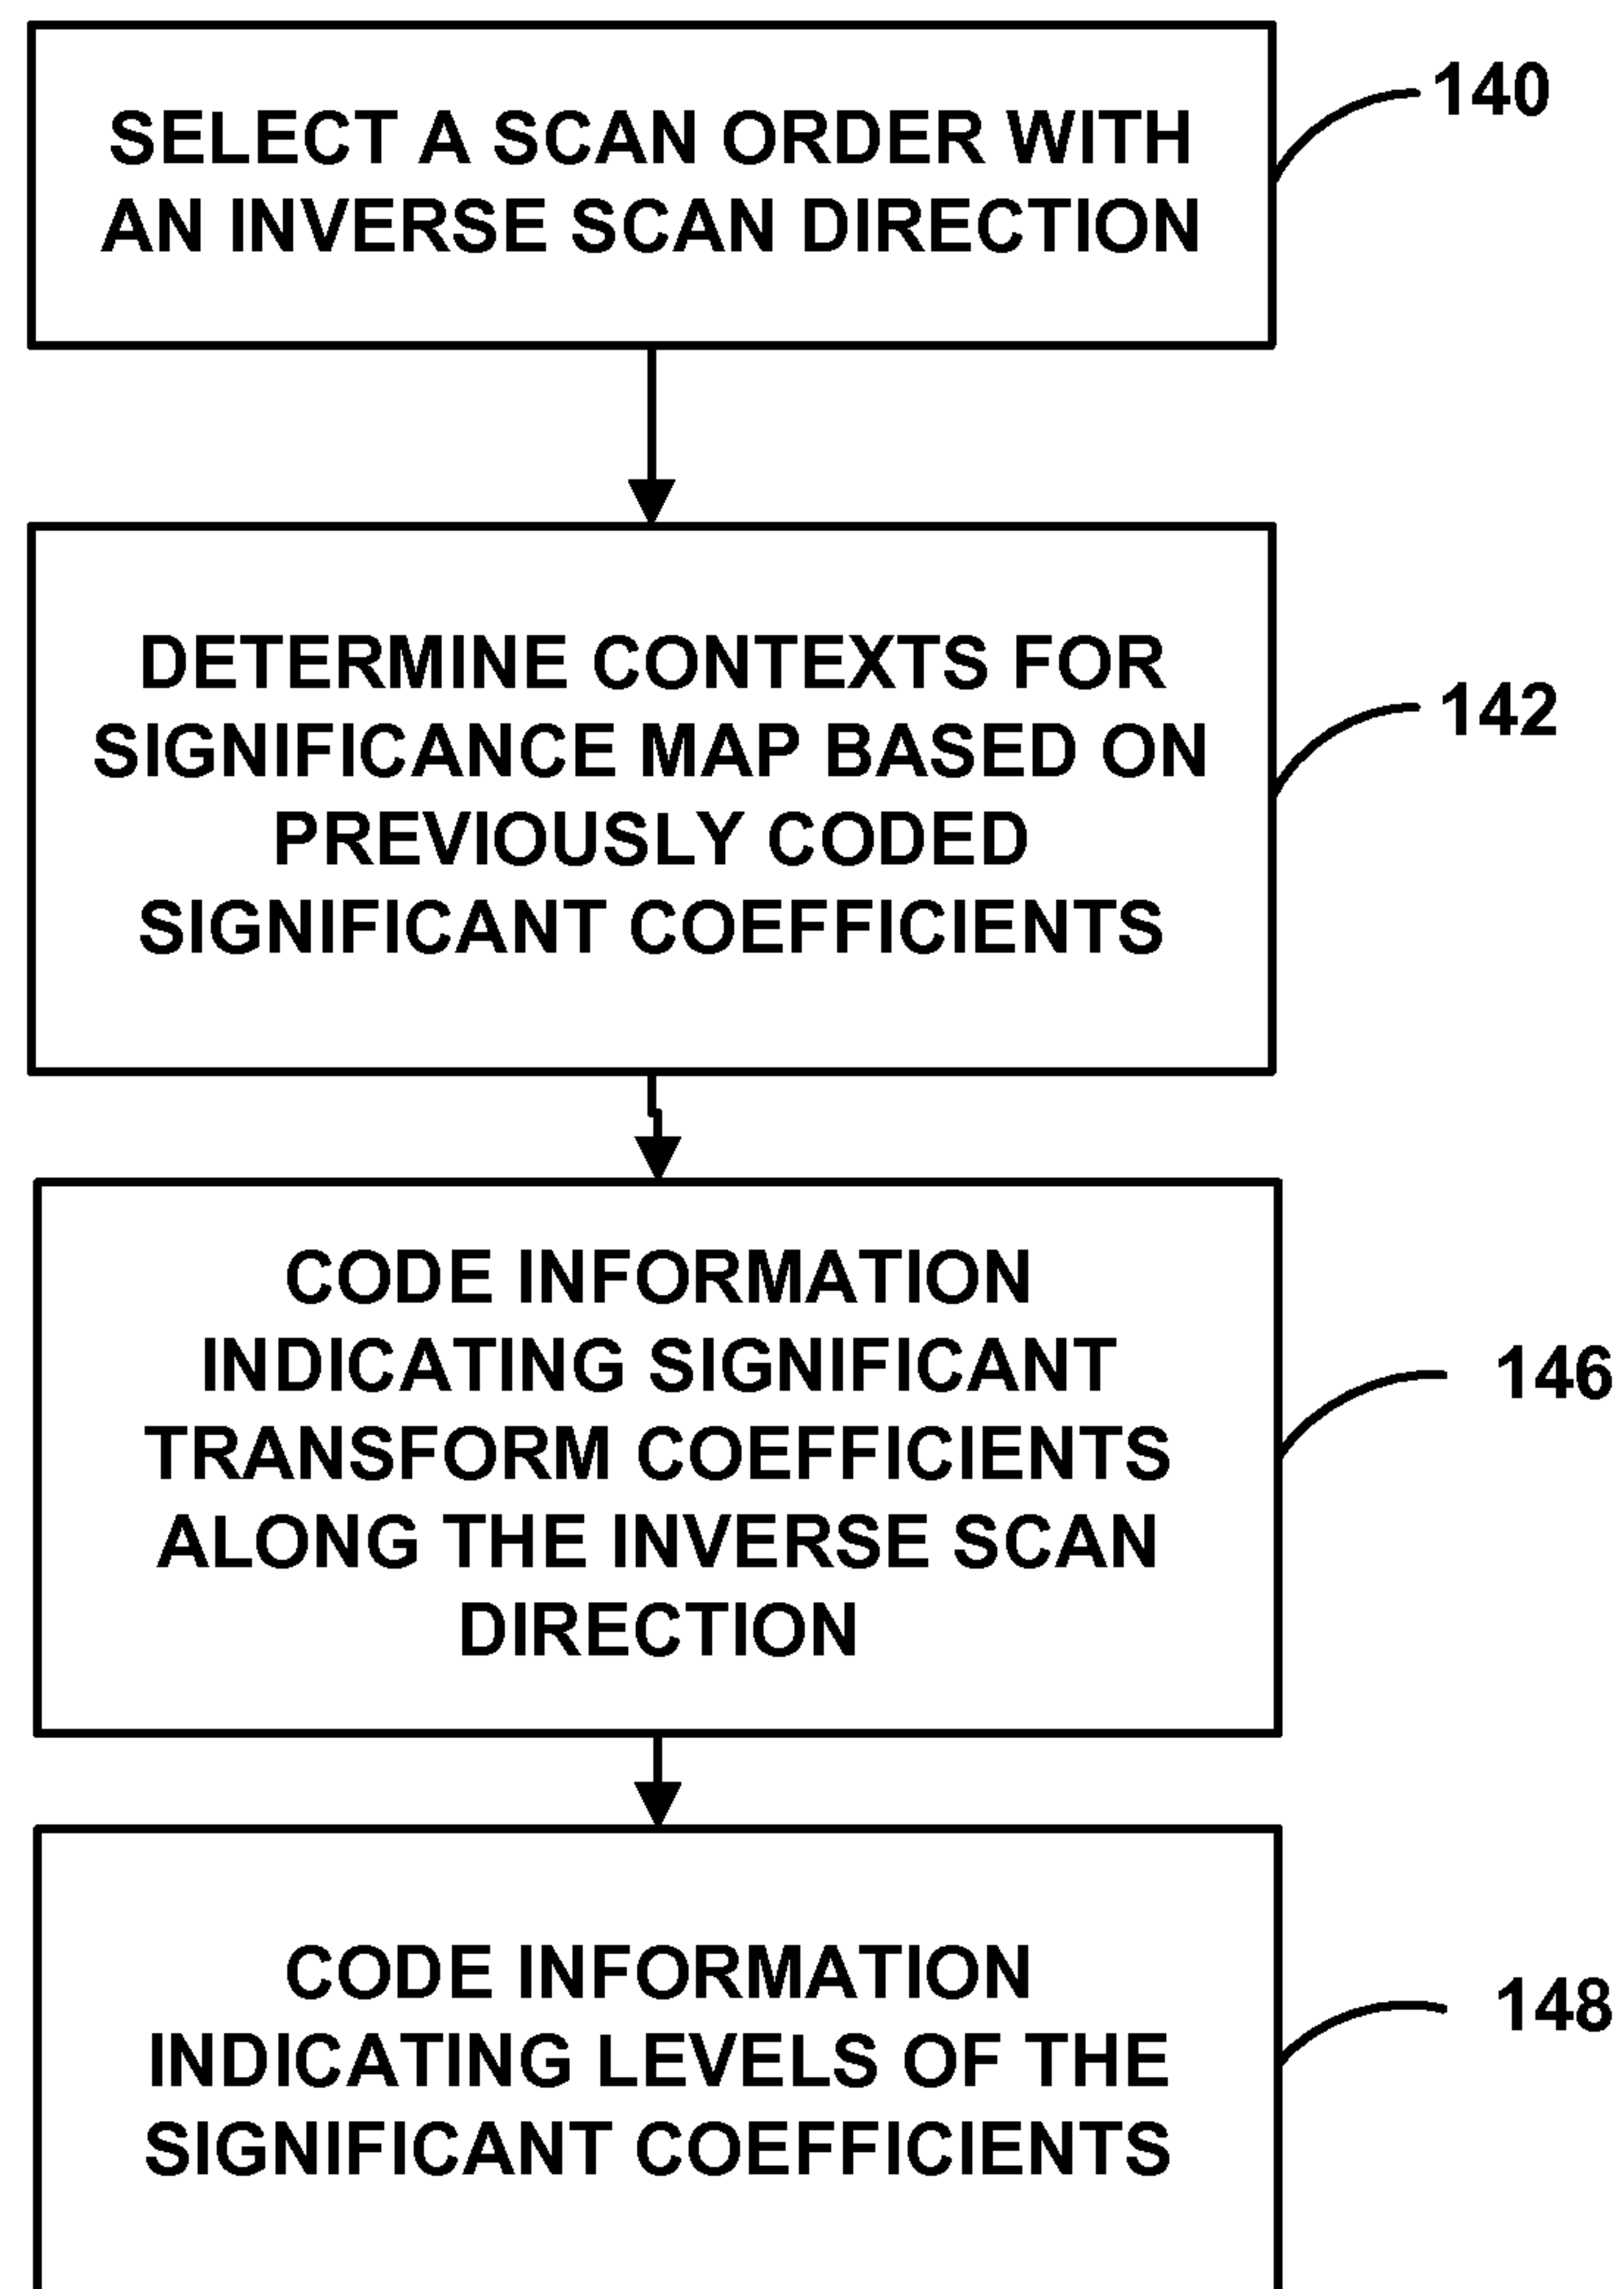 SELECT A SCAN ORDER WITH
AN INVERSE SCAN DIRECTION
140
DETERMINE CONTEXTS FOR
SIGNIFICANCE MAP BASED ON
PREVIOUSLY CODED
SIGNIFICANT COEFFICIENTS
142
CODE INFORMATION
INDICATING SIGNIFICANT
TRANSFORM COEFFICIENTS
ALONG THE INVERSE SCAN
DIRECTION
146
CODE INFORMATION
INDICATING LEVELS OF THE
SIGNIFICANT COEFFICIENTS
148